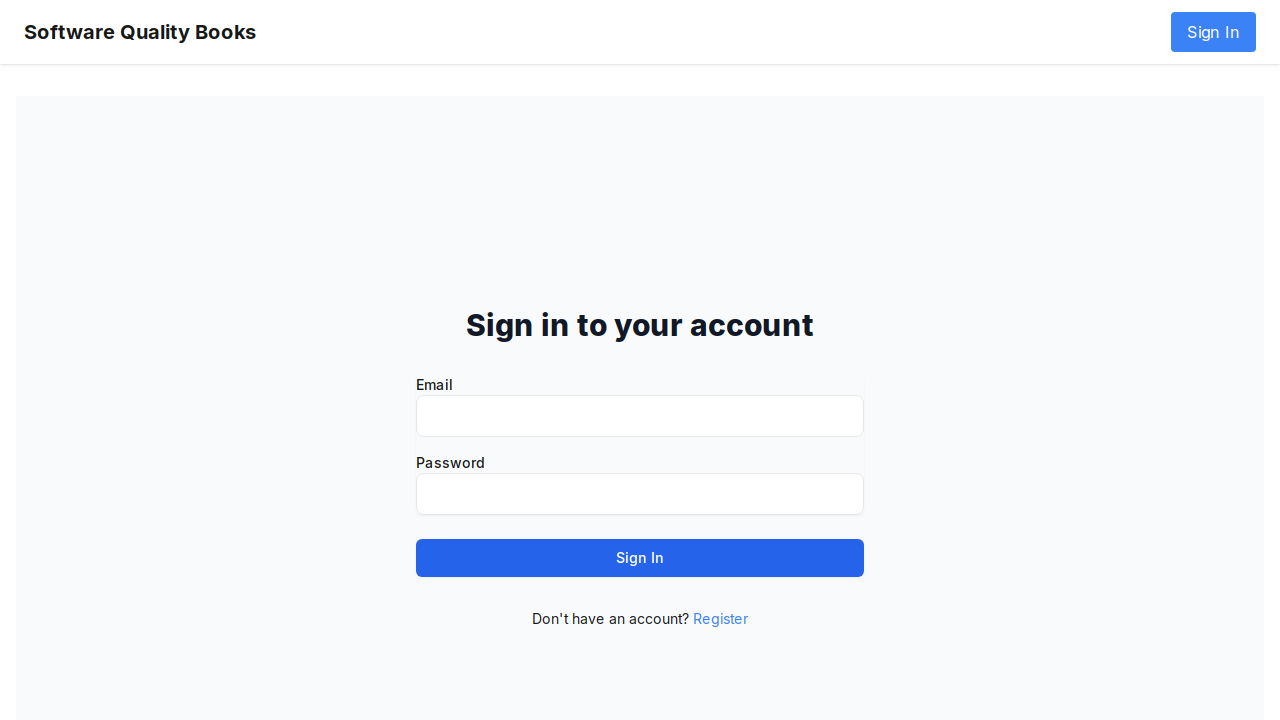 Software Quality Books
Sign In
Sign in to your account
Email
Password
Sign In
Don't have an account? Register